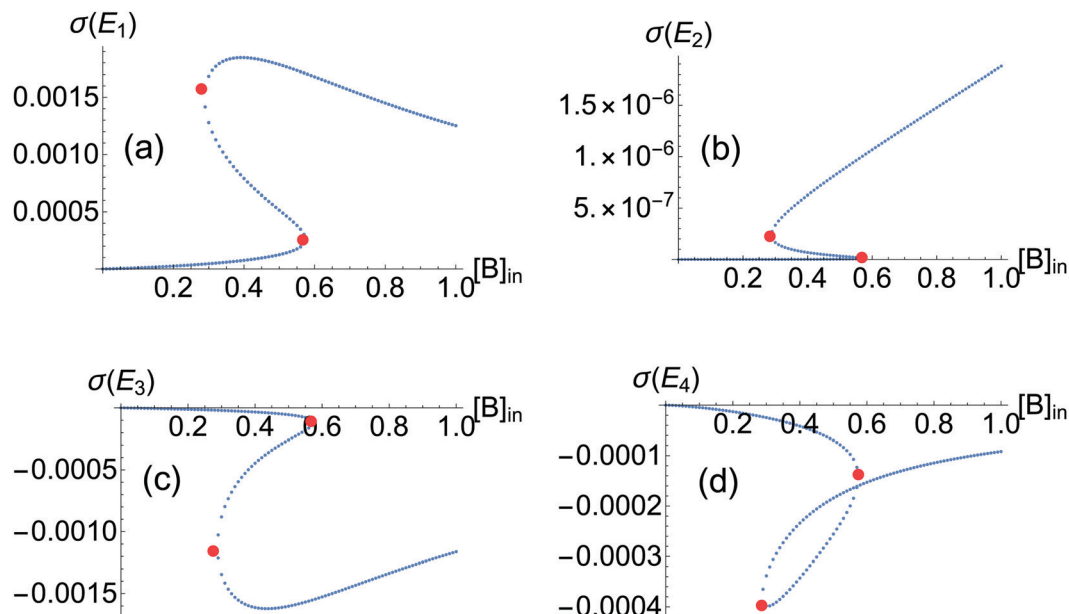 σ(E₁)
0.0015
0.0010
0.0005
(a)
0.2 0.4 0.6 0.8 1.0 [B]in
σ(E₂)
1.5×10⁻⁶
1.×10⁻⁶
5.×10⁻⁷
(b)
0.2 0.4 0.6 0.8 1.0 [B]in
σ(E₃)
0.2 0.4 0.6 0.8 1.0 [B]in
−0.0005
−0.0010
−0.0015
(c)
σ(E₄)
0.2 0.4 0.6 0.8 1.0 [B]in
−0.0001
−0.0002
−0.0003
−0.0004
(d)